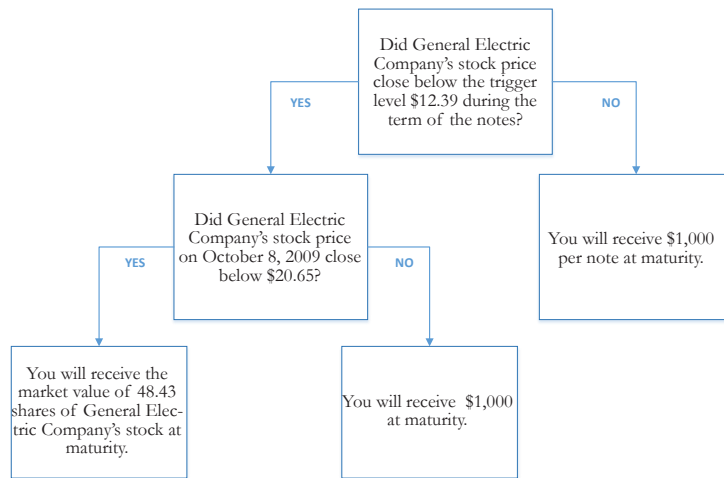 Did General Electric
Company's stock price
close below the trigger
level $12.39 during the
term of the notes?
YES
NO
Did General Electric
Company's stock price
on October 8, 2009 close
below $20.65?
You will receive $1,000
per note at maturity.
YES
NO
You will receive the
market value of 48.43
shares of General Elec-
tric Company's stock at
maturity.
You will receive $1,000
at maturity.